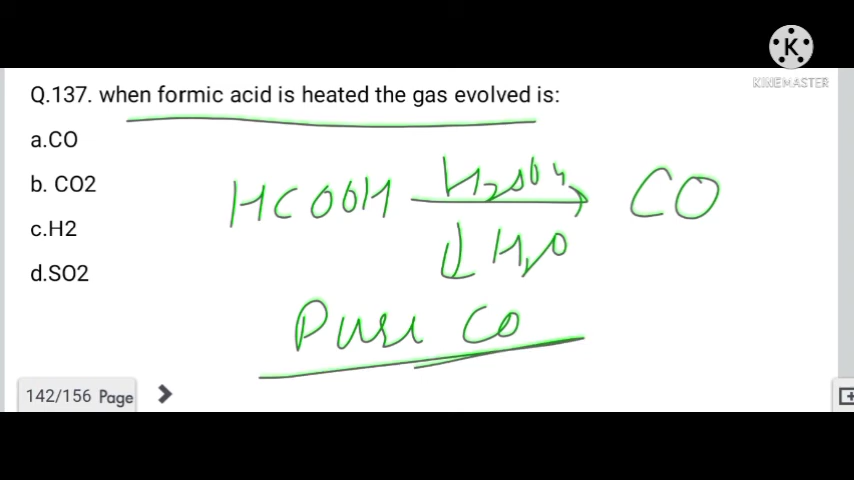 K
KINEMASTER
Q.137. when formic acid is heated the gas evolved is:
a.CO
b. CO2
c.H2
d.SO2
HCOOH H2SO4 CO
H2O
Pure CO
142/156 Page